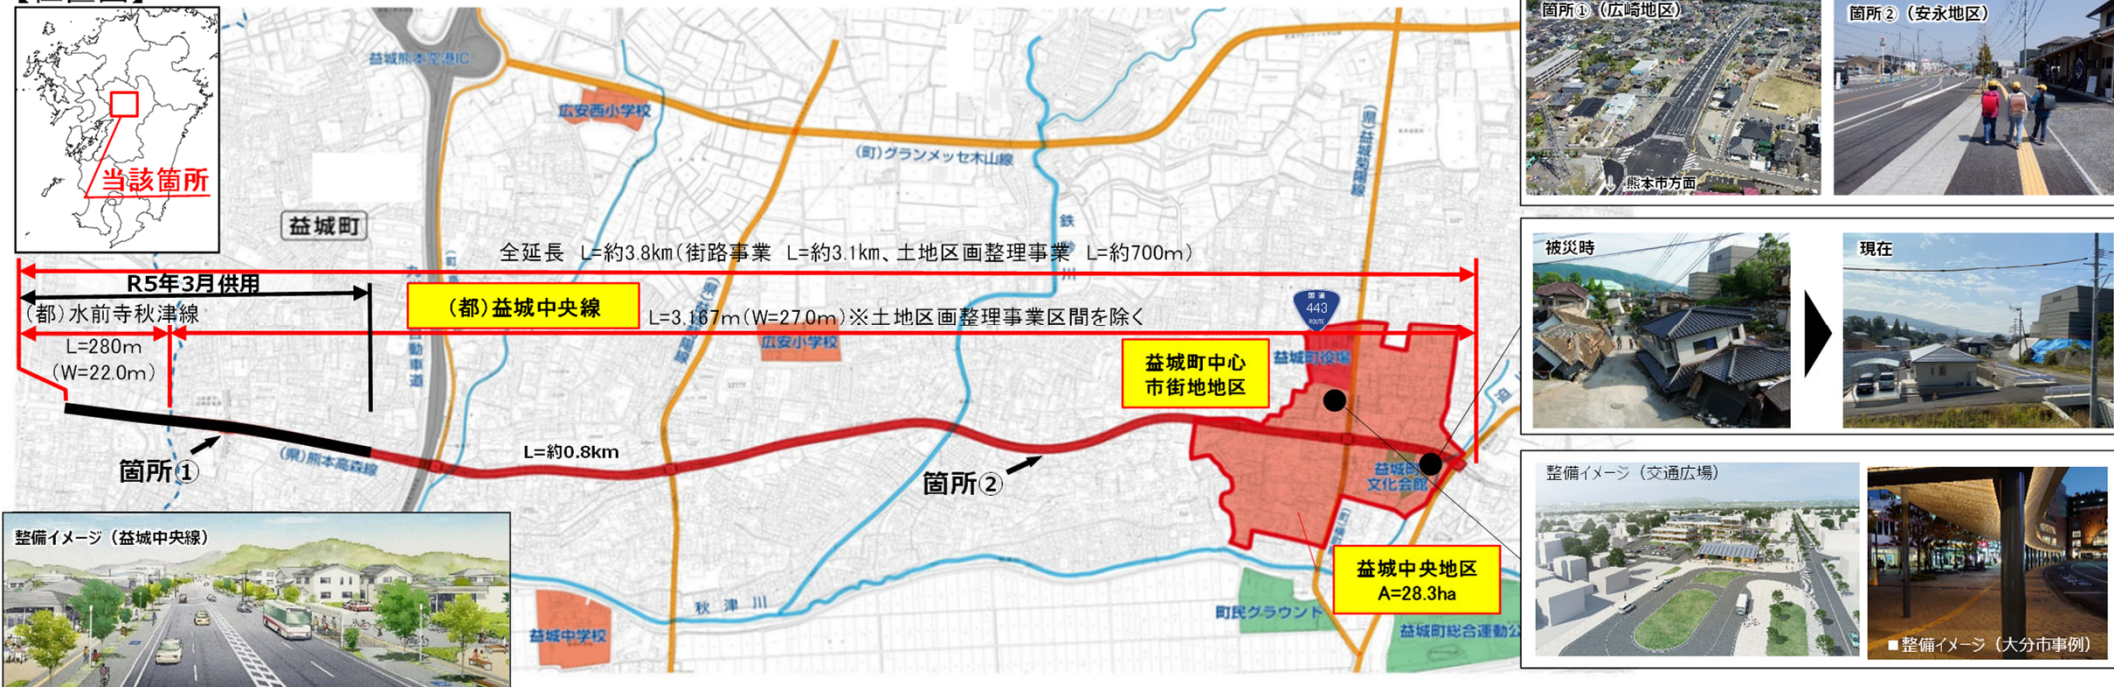 当該箇所
益城熊本空港IC
広安西小学校
(町)グランメッセ木山線
(県)益城菊陽線
益城町
鉄砂川
全延長 L=約3.8km(街路事業 L=約3.1km、土地区画整理事業 L=約700m)
R5年3月供用
(都)益城中央線
L=3,167m(W=27.0m)※土地区画整理事業区間を除く
(都)水前寺秋津線
L=280m
(W=22.0m)
国道
443
ROUTE
広安小学校
益城町役場
益城町中心
市街地地区
箇所①
(県)熊本高森線
L=約0.8km
箇所②
文化会館
益城中央地区
A=28.3ha
秋津川
益城中学校
町民グラウンド
益城町総合運動公
整備イメージ(益城中央線)
箇所①(広崎地区)
↓ 熊本市方面
箇所②(安永地区)
被災時
現在
整備イメージ(交通広場)
■整備イメージ(大分市事例)